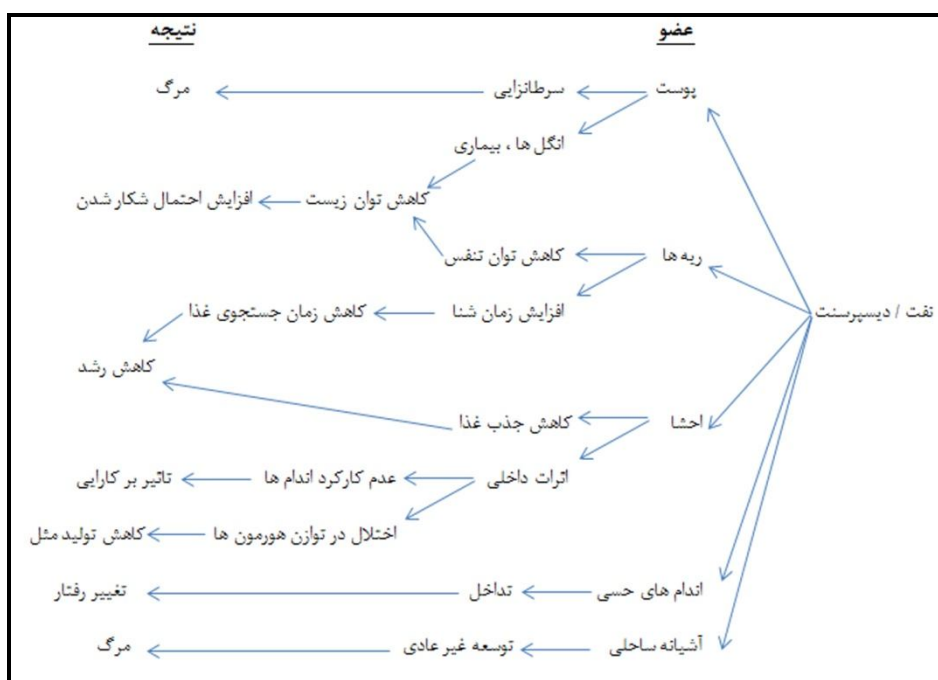 عضو نتیجه
پوست سرطانزایی مرگ
انگل ها ، بیماری
کاهش توان زیست افزایش احتمال شکار شدن
ریه ها کاهش توان تنفس
نفت / دیسپرسنت افزایش زمان شنا کاهش زمان جستجوی غذا
کاهش رشد
احشا کاهش جذب غذا
اثرات داخلی عدم کارکرد اندام ها تاثیر بر کارایی
اختلال در توازن هورمون ها کاهش تولید مثل
اندام های حسی تداخل تغییر رفتار
آشیانه ساحلی توسعه غیر عادی مرگ